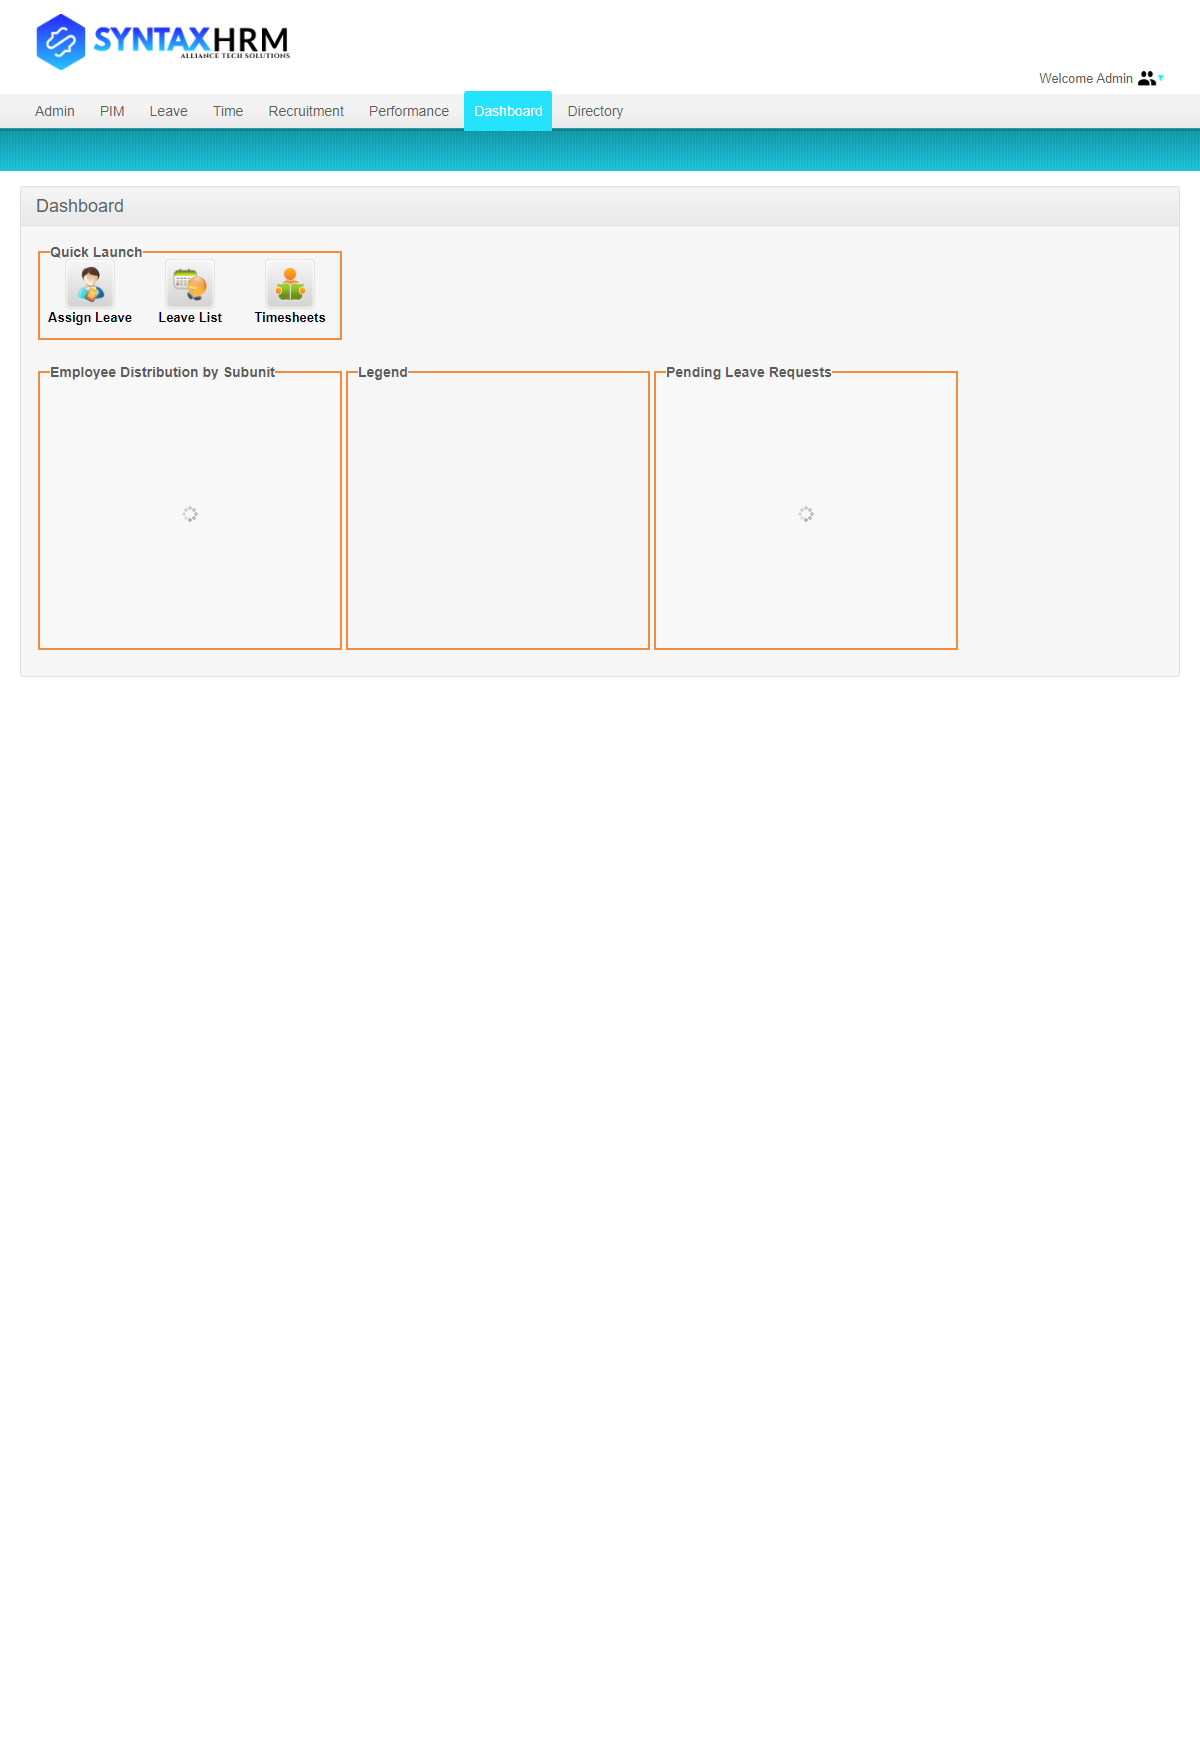 SYNTAXHRM
ALLIANCE TECH SOLUTIONS
Welcome Admin
Admin PIM Leave Time Recruitment Performance Dashboard Directory
Dashboard
Quick Launch
Assign Leave Leave List Timesheets
Employee Distribution by Subunit Legend Pending Leave Requests